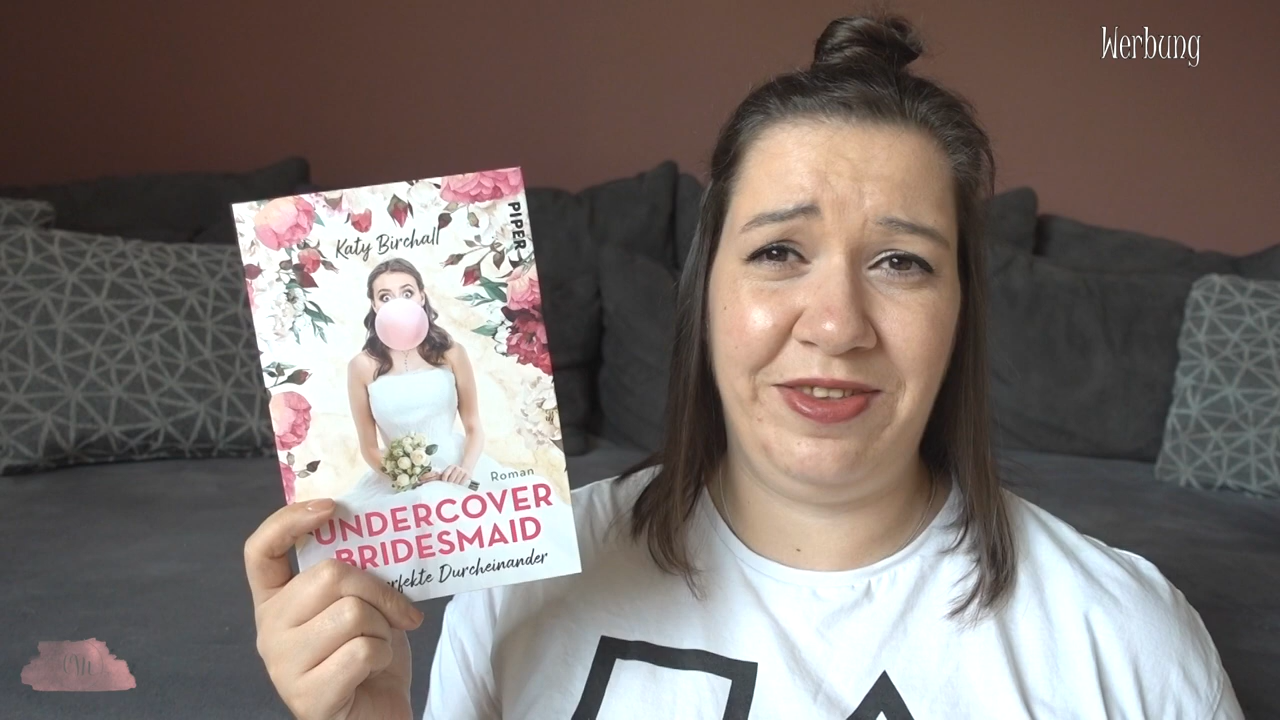 Werbung
PIPER
Katy Birchall
Roman
UNDERCOVER
BRIDESMAID
Durcheinander